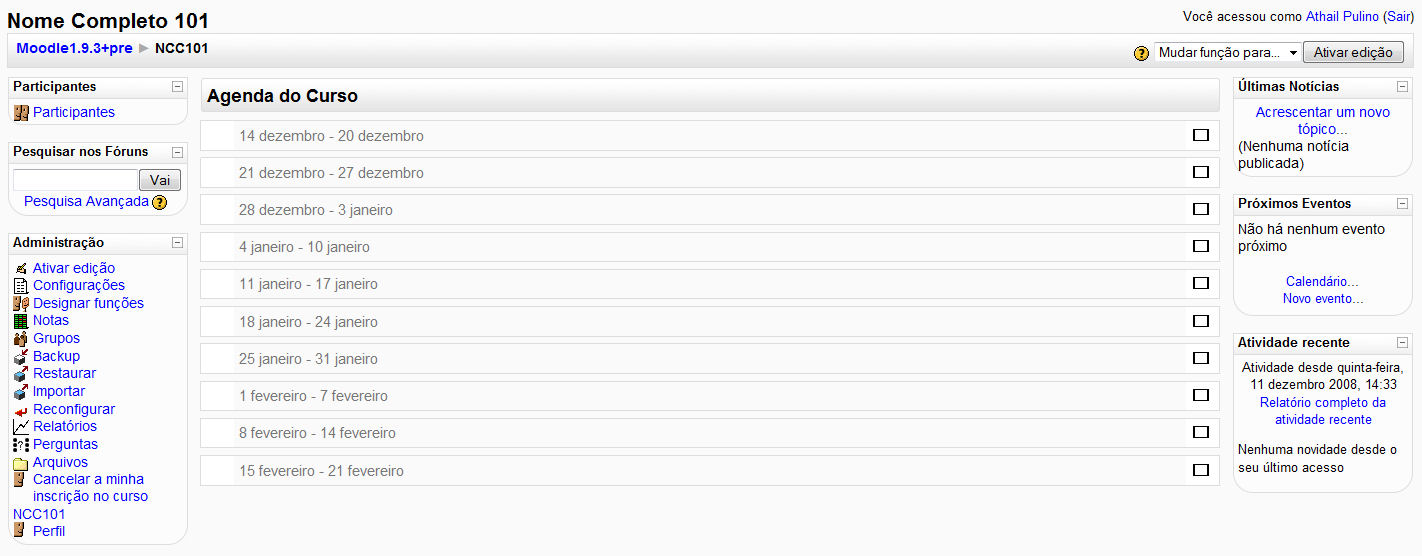 Nome Completo 101
Você acessou como Athail Pulino (Sair)
Moodle1.9.3+pre ► NCC101
Mudar função para...
Ativar edição
Participantes
Participantes
Pesquisar nos Fóruns
Vai
Pesquisa Avançada
Administração
Ativar edição
Configurações
Designar funções
Notas
Grupos
Backup
Restaurar
Importar
Reconfigurar
Relatórios
Perguntas
Arquivos
Cancelar a minha
inscrição no curso
NCC101
Perfil
Agenda do Curso
14 dezembro - 20 dezembro
21 dezembro - 27 dezembro
28 dezembro - 3 janeiro
4 janeiro - 10 janeiro
11 janeiro - 17 janeiro
18 janeiro - 24 janeiro
25 janeiro - 31 janeiro
1 fevereiro - 7 fevereiro
8 fevereiro - 14 fevereiro
15 fevereiro - 21 fevereiro
Últimas Notícias
Acrescentar um novo
tópico...
(Nenhuma notícia
publicada)
Próximos Eventos
Não há nenhum evento
próximo
Calendário...
Novo evento...
Atividade recente
Atividade desde quinta-feira,
11 dezembro 2008, 14:33
Relatório completo da
atividade recente
Nenhuma novidade desde o
seu último acesso